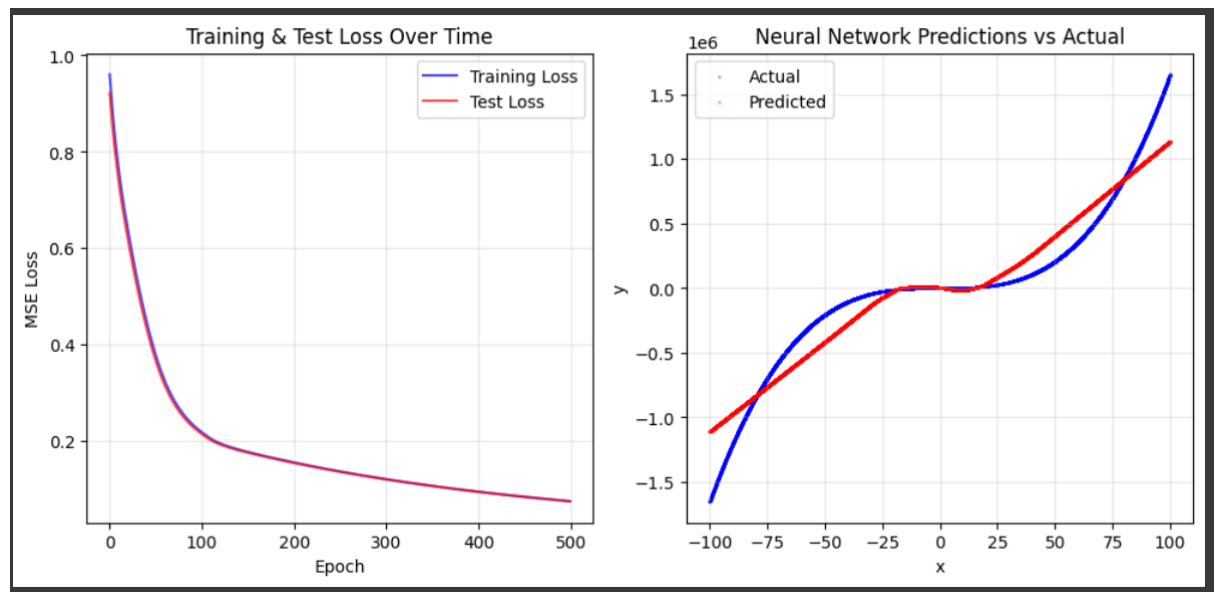 Training & Test Loss Over Time
1.0
0.8
0.6
0.4
0.2
MSE Loss
Training Loss
Test Loss
0 100 200 300 400 500
Epoch
Neural Network Predictions vs Actual
1e6
1.5
1.0
0.5
0.0
−0.5
−1.0
−1.5
y
Actual
Predicted
−100 −75 −50 −25 0 25 50 75 100
x